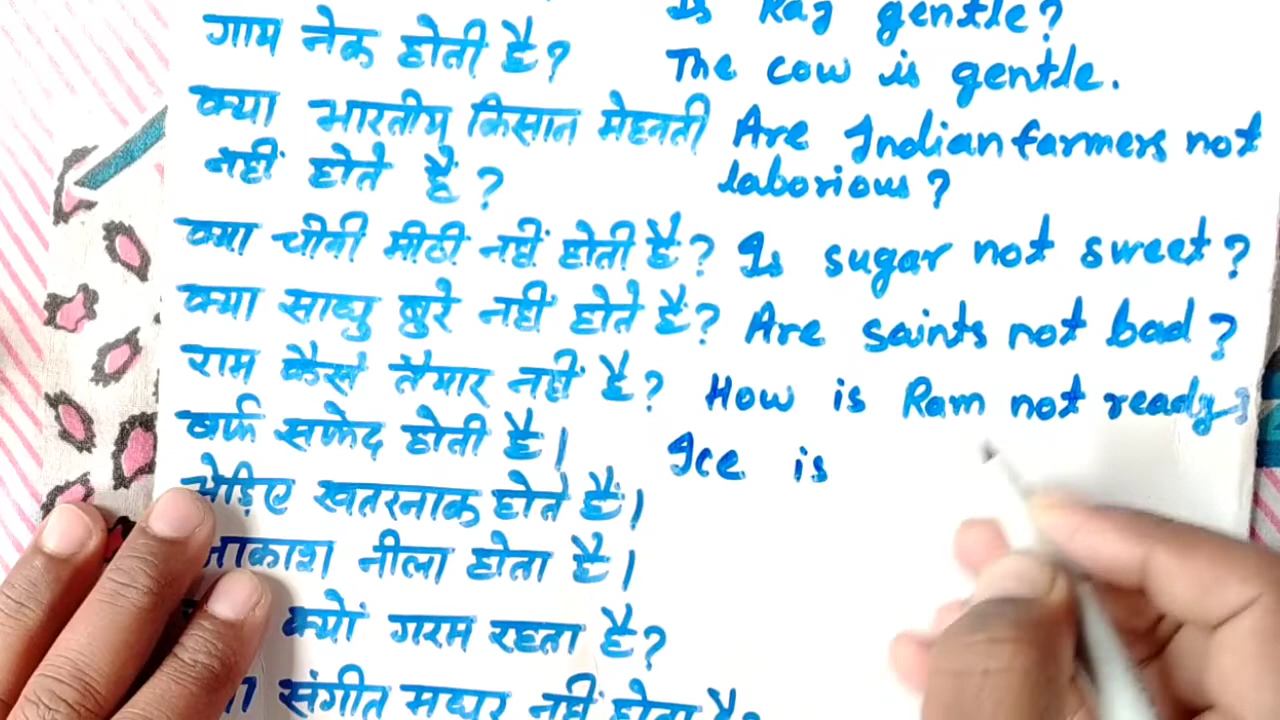 Is Raj gentle?
गाय नेक होती है? The cow is gentle.
क्या भारतीय किसान मेहनती Are Indian farmers not
नहीं होते है? laborious?
क्या चीनी मीठी नहीं होती है? Is sugar not sweet?
क्या साधु बुरे नहीं होते है? Are saints not bad?
राम कैसे तैयार नहीं है? How is Ram not ready?
बर्फ सफेद होती है। Ice is
भेड़िए खतरनाक होते है।
आकाश नीला होता है।
क्यों गरम रहता है?
संगीत मधुर नहीं होता है?